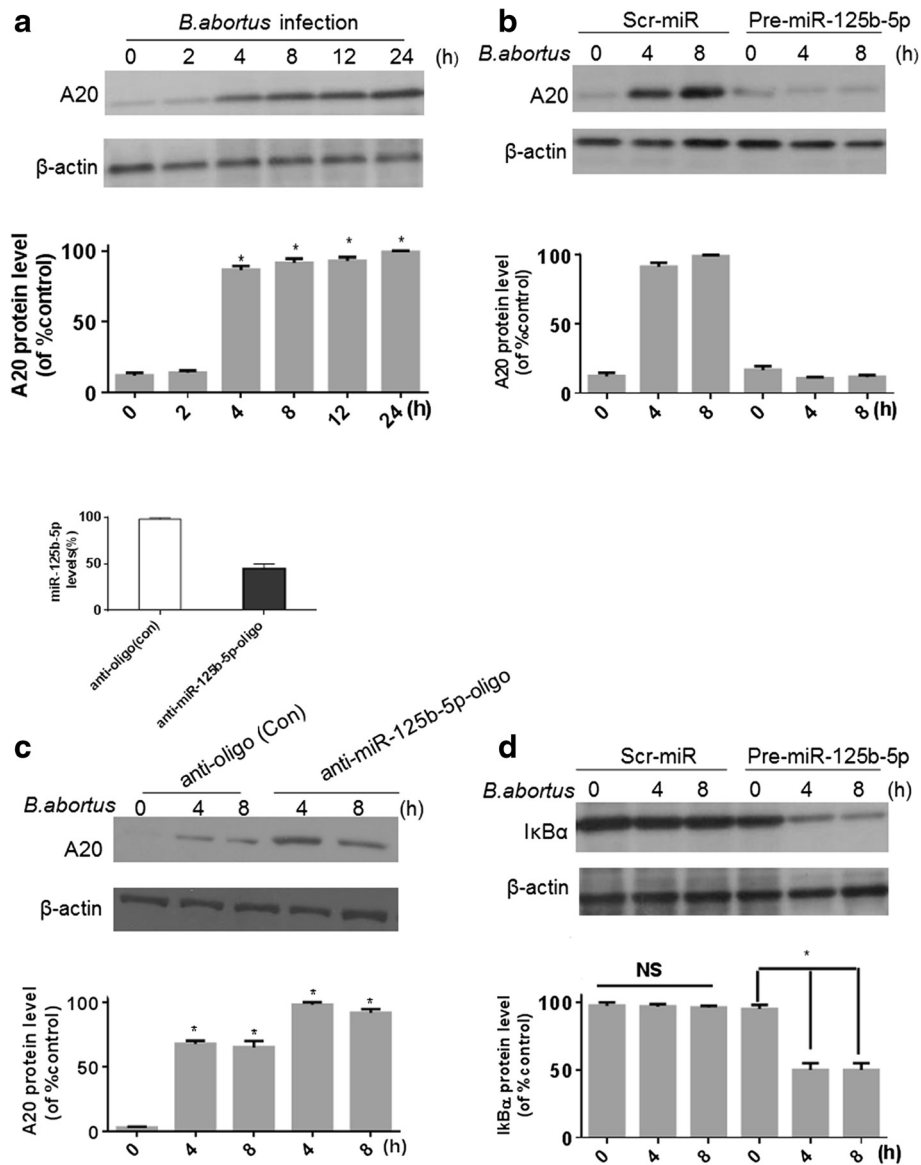 a
B.abortus infection
0 2 4 8 12 24 (h)
A20
β-actin
A20 protein level
(of %control)
100
50
0
* * * *
0 2 4 8 12 24 (h)
b
Scr-miR Pre-miR-125b-5p
B.abortus 0 4 8 0 4 8 (h)
A20
β-actin
A20 protein level
(of %control)
100
50
0
0 4 8 0 4 8 (h)
miR-125b-5p
levels(%)
100
50
0
anti-oligo(con)
anti-miR-125b-5p-oligo
c
anti-oligo (Con)
anti-miR-125b-5p-oligo
B.abortus 0 4 8 4 8 (h)
A20
β-actin
A20 protein level
(of %control)
100
50
0
* * * *
0 4 8 4 8 (h)
d
Scr-miR Pre-miR-125b-5p
B.abortus 0 4 8 0 4 8 (h)
IκBα
β-actin
IkBα protein level
(of %control)
100
50
0
NS
*
0 4 8 0 4 8 (h)